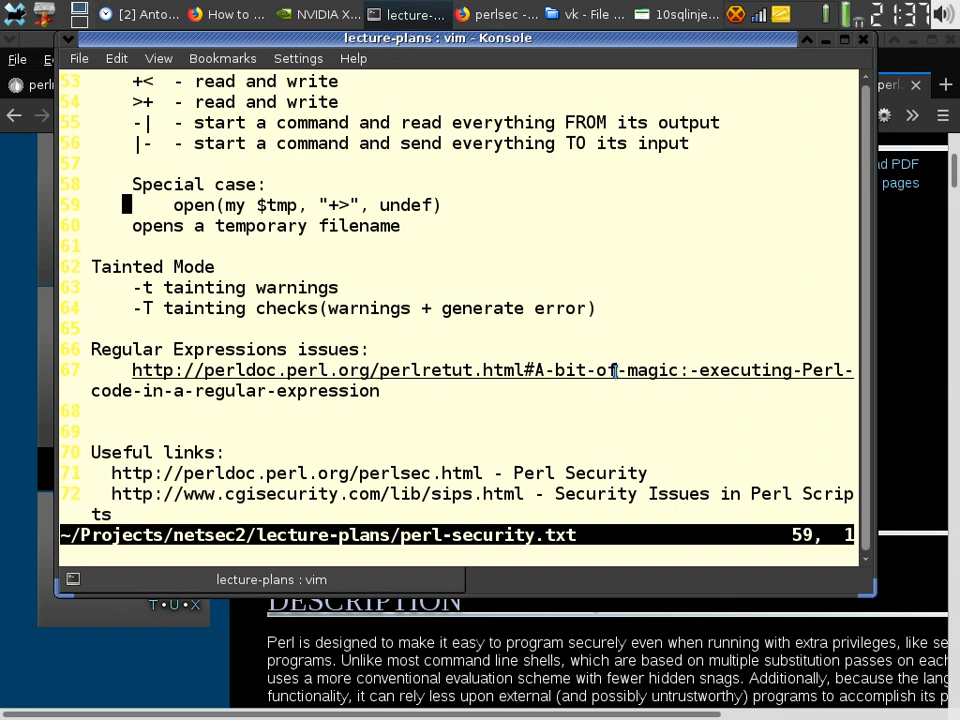 [2] Anto...
How to ...
NVIDIA X...
lecture-...
perlsec -...
vk - File ...
10sqlinje...
21:37
lecture-plans : vim - Konsole
File Edit View Bookmarks Settings Help
53 +< - read and write
54 >+ - read and write
55 -| - start a command and read everything FROM its output
56 |- - start a command and send everything TO its input
57
58 Special case:
59 open(my $tmp, "+>", undef)
60 opens a temporary filename
61
62 Tainted Mode
63 -t tainting warnings
64 -T tainting checks(warnings + generate error)
65
66 Regular Expressions issues:
67 http://perldoc.perl.org/perlretut.html#A-bit-of-magic:-executing-Perl-
code-in-a-regular-expression
68
69
70 Useful links:
71 http://perldoc.perl.org/perlsec.html - Perl Security
72 http://www.cgisecurity.com/lib/sips.html - Security Issues in Perl Scrip
ts
~/Projects/netsec2/lecture-plans/perl-security.txt 59, 1
lecture-plans : vim
File
perl.
PDF
pages
T•U•X
DESCRIPTION
Perl is designed to make it easy to program securely even when running with extra privileges, like se
programs. Unlike most command line shells, which are based on multiple substitution passes on each
uses a more conventional evaluation scheme with fewer hidden snags. Additionally, because the lang
functionality, it can rely less upon external (and possibly untrustworthy) programs to accomplish its p